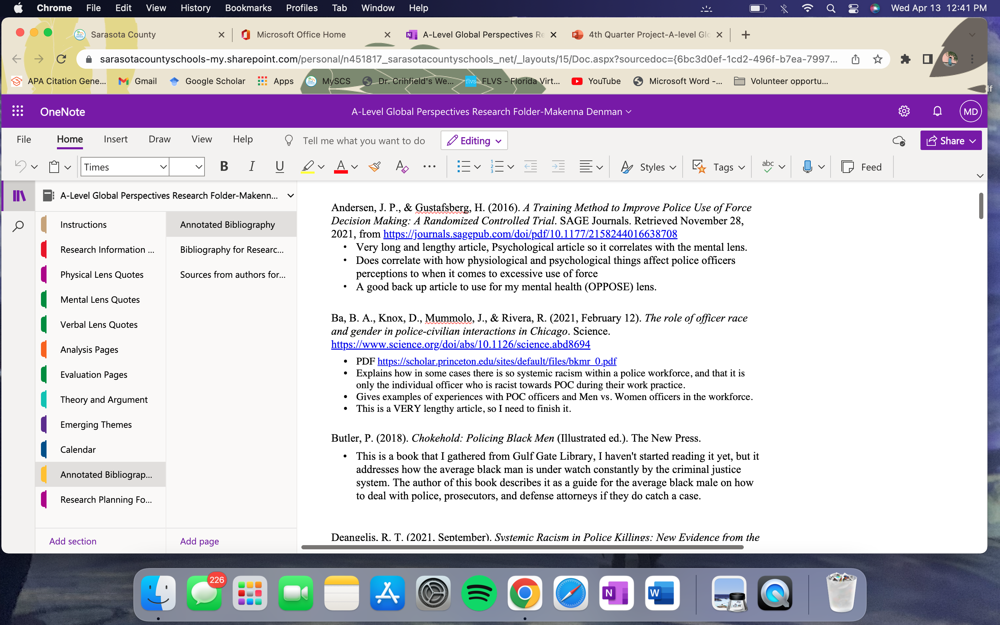 Chrome File Edit View History Bookmarks Profiles Tab Window Help Wed Apr 13 12:41 PM
Sarasota County Microsoft Office Home A-Level Global Perspectives Re 4th Quarter Project-A-level Glo
sarasotacountyschools-my.sharepoint.com/personal/n451817_sarasotacountyschools_net/_layouts/15/Doc.aspx?sourcedoc={6bc3d0ef-1cd2-496f-b7ea-7997...
APA Citation Gene... Gmail Google Scholar Apps MySCS Dr. Crihfield's We... flvs FLVS - Florida Virt... YouTube Microsoft Word -... Volunteer opportu...
lf
OneNote A-Level Global Perspectives Research Folder-Makenna Denman MD
File Home Insert Draw View Help Tell me what you want to do Editing Share
Times B I U A A Styles Tags abc Feed
A-Level Global Perspectives Research Folder-Makenn...
Instructions
Research Information ...
Physical Lens Quotes
Mental Lens Quotes
Verbal Lens Quotes
Analysis Pages
Evaluation Pages
Theory and Argument
Emerging Themes
Calendar
Annotated Bibliograp...
Research Planning Fo...
Add section
Annotated Bibliography
Bibliography for Researc...
Sources from authors for...
Add page
Andersen, J. P., & Gustafsberg, H. (2016). A Training Method to Improve Police Use of Force
Decision Making: A Randomized Controlled Trial. SAGE Journals. Retrieved November 28,
2021, from https://journals.sagepub.com/doi/pdf/10.1177/2158244016638708
• Very long and lengthy article, Psychological article so it correlates with the mental lens.
• Does correlate with how physiological and psychological things affect police officers
perceptions to when it comes to excessive use of force
• A good back up article to use for my mental health (OPPOSE) lens.
Ba, B. A., Knox, D., Mummolo, J., & Rivera, R. (2021, February 12). The role of officer race
and gender in police-civilian interactions in Chicago. Science.
https://www.science.org/doi/abs/10.1126/science.abd8694
• PDF https://scholar.princeton.edu/sites/default/files/bkmr_0.pdf
• Explains how in some cases there is so systemic racism within a police workforce, and that it is
only the individual officer who is racist towards POC during their work practice.
• Gives examples of experiences with POC officers and Men vs. Women officers in the workforce.
• This is a VERY lengthy article, so I need to finish it.
Butler, P. (2018). Chokehold: Policing Black Men (Illustrated ed.). The New Press.
• This is a book that I gathered from Gulf Gate Library, I haven't started reading it yet, but it
addresses how the average black man is under watch constantly by the criminal justice
system. The author of this book describes it as a guide for the average black male on how
to deal with police, prosecutors, and defense attorneys if they do catch a case.
Deangelis, R. T. (2021, September). Systemic Racism in Police Killings: New Evidence from the
226
N W